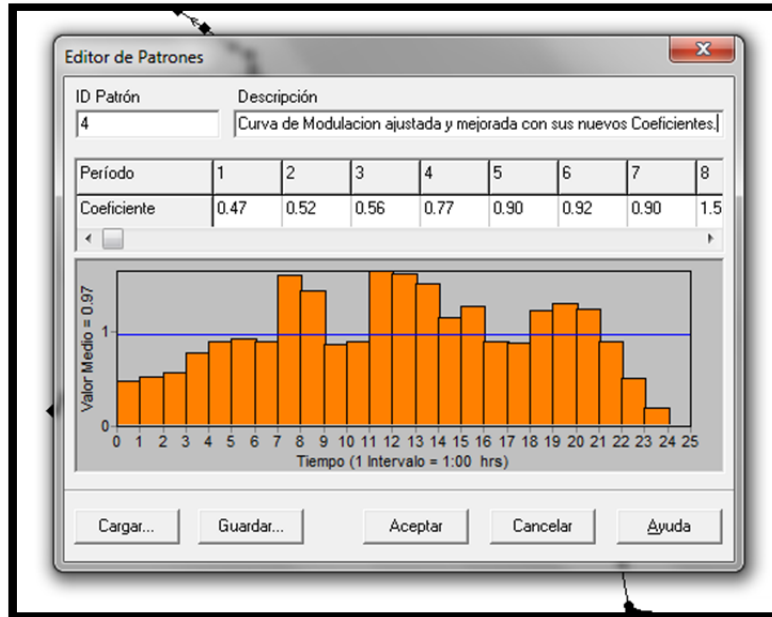 Editor de Patrones
ID Patrón Descripción
4 Curva de Modulacion ajustada y mejorada con sus nuevos Coeficientes.
Período 1 2 3 4 5 6 7 8
Coeficiente 0.47 0.52 0.56 0.77 0.90 0.92 0.90 1.5
Valor Medio = 0.97
1
0
0 1 2 3 4 5 6 7 8 9 10 11 12 13 14 15 16 17 18 19 20 21 22 23 24 25
Tiempo (1 Intervalo = 1:00 hrs)
Cargar... Guardar... Aceptar Cancelar Ayuda